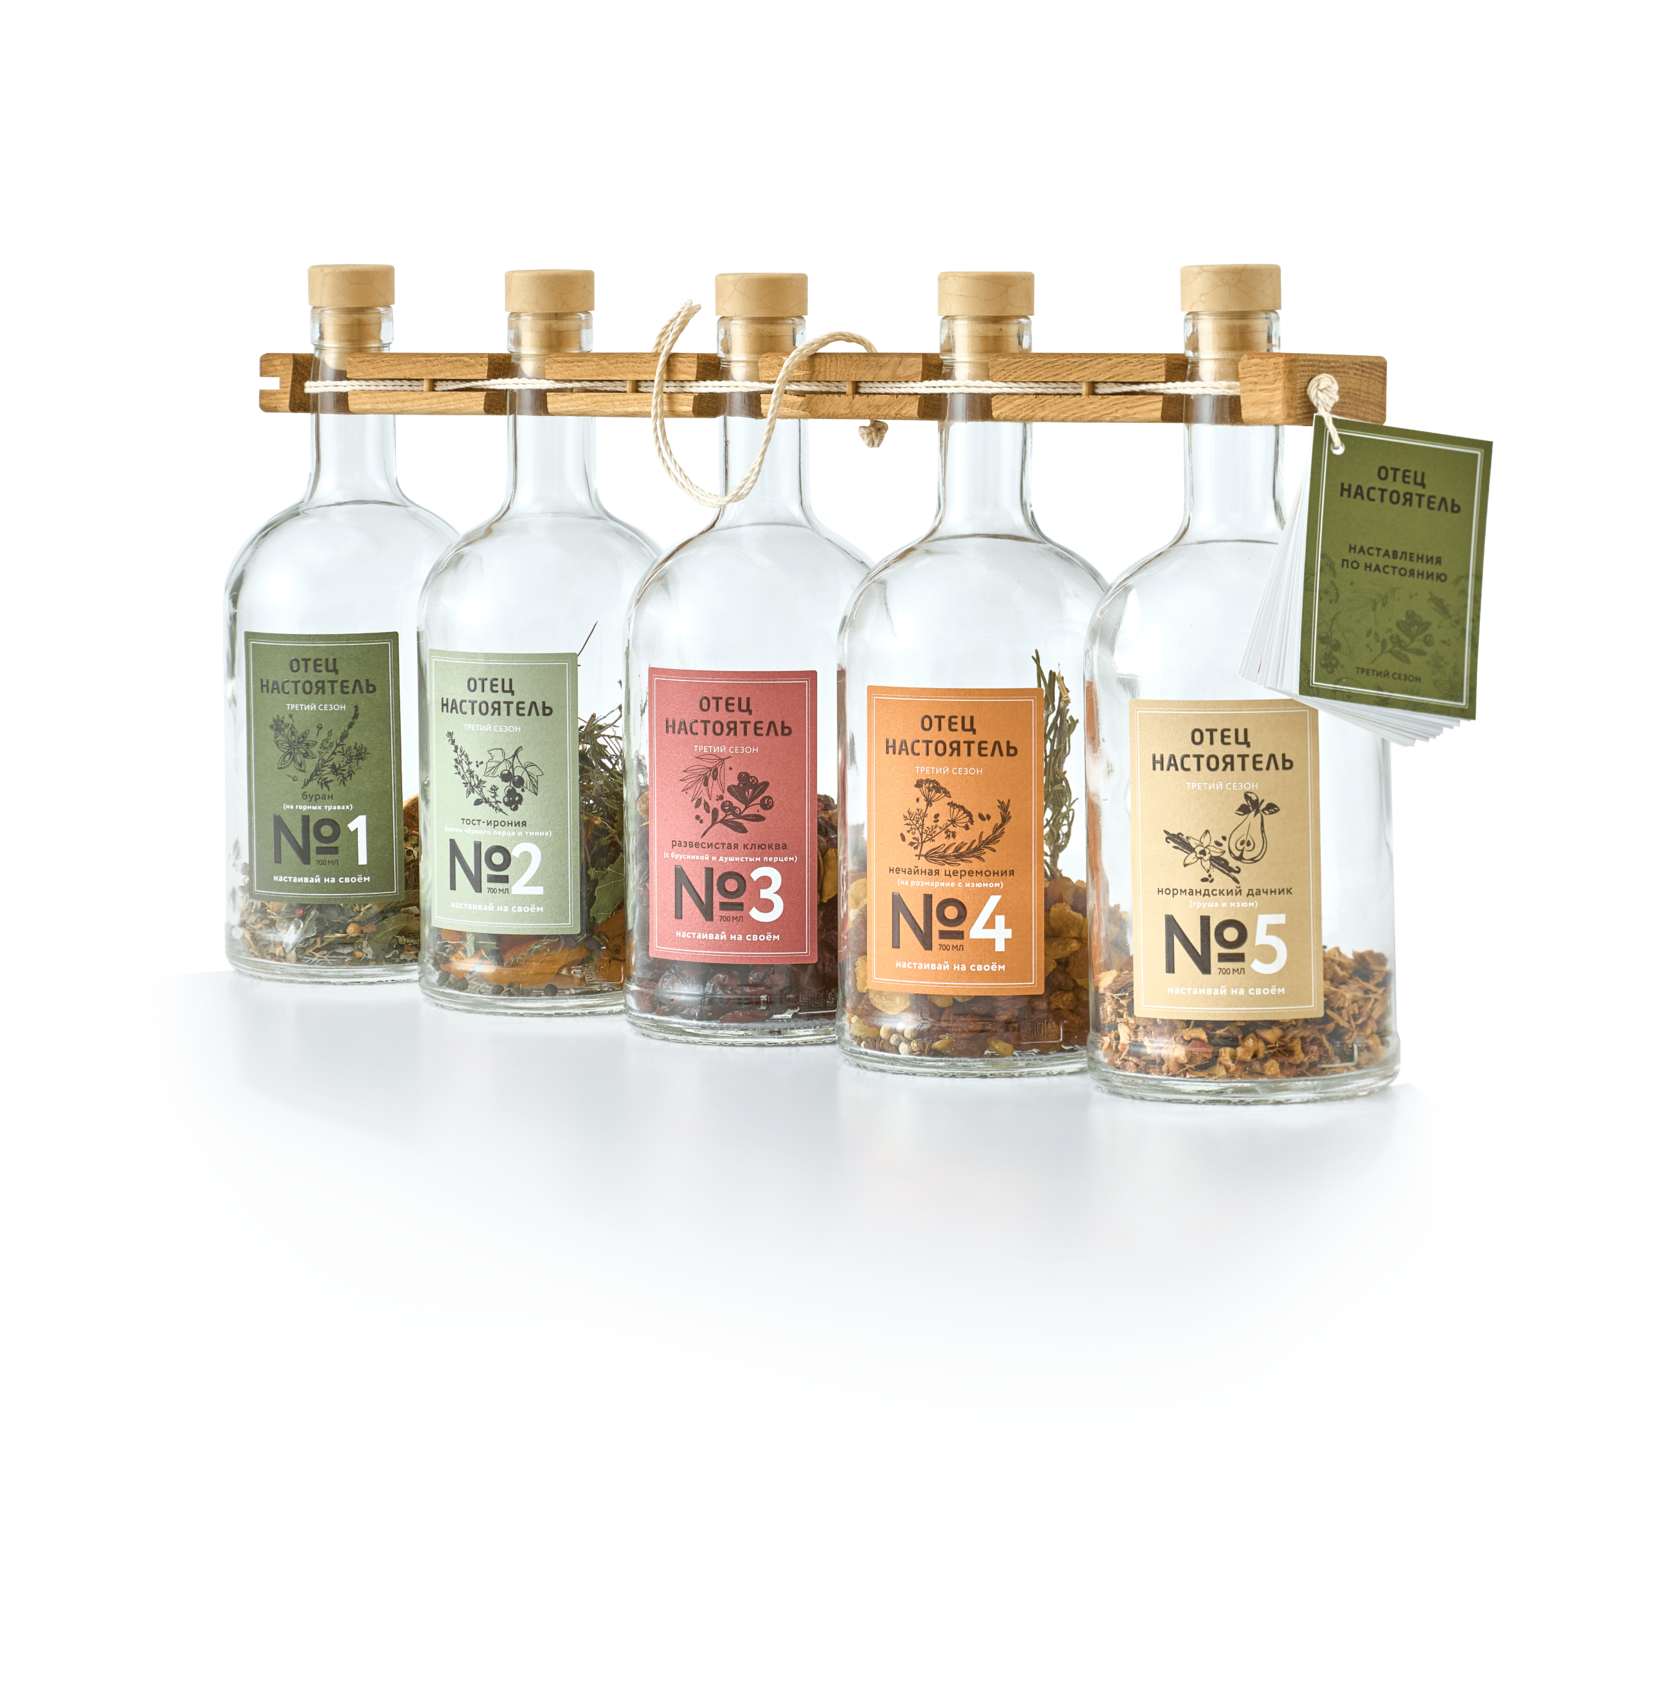 ОТЕЦ
НАСТОЯТЕЛЬ
ТРЕТИЙ СЕЗОН
буран
(на горных травах)
№1
700 МЛ
настаивай на своём
ОТЕЦ
НАСТОЯТЕЛЬ
ТРЕТИЙ СЕЗОН
тост-ирония
чёрного перца и тмина)
№2
700 МЛ
настаивай на своём
ОТЕЦ
НАСТОЯТЕЛЬ
ТРЕТИЙ СЕЗОН
развесистая клюква
(с брусникой и душистым перцем)
№3
700 МЛ
настаивай на своём
ОТЕЦ
НАСТОЯТЕЛЬ
ТРЕТИЙ СЕЗОН
нечайная церемония
(на розмарине с изюмом)
№4
700 МЛ
настаивай на своём
ОТЕЦ
НАСТОЯТЕЛЬ
ТРЕТИЙ СЕЗОН
нормандский дачник
(груша и изюм)
№5
700 МЛ
настаивай на своём
ОТЕЦ
НАСТОЯТЕЛЬ
НАСТАВЛЕНИЯ
ПО НАСТОЯНИЮ
ТРЕТИЙ СЕЗОН